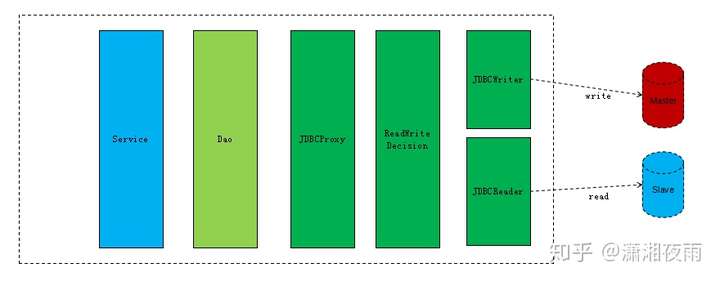 Service
Dao
JDBCProxy
ReadWrite
Decision
JDBCWriter
JDBCReader
write
read
Master
Slave
知乎 @潇湘夜雨